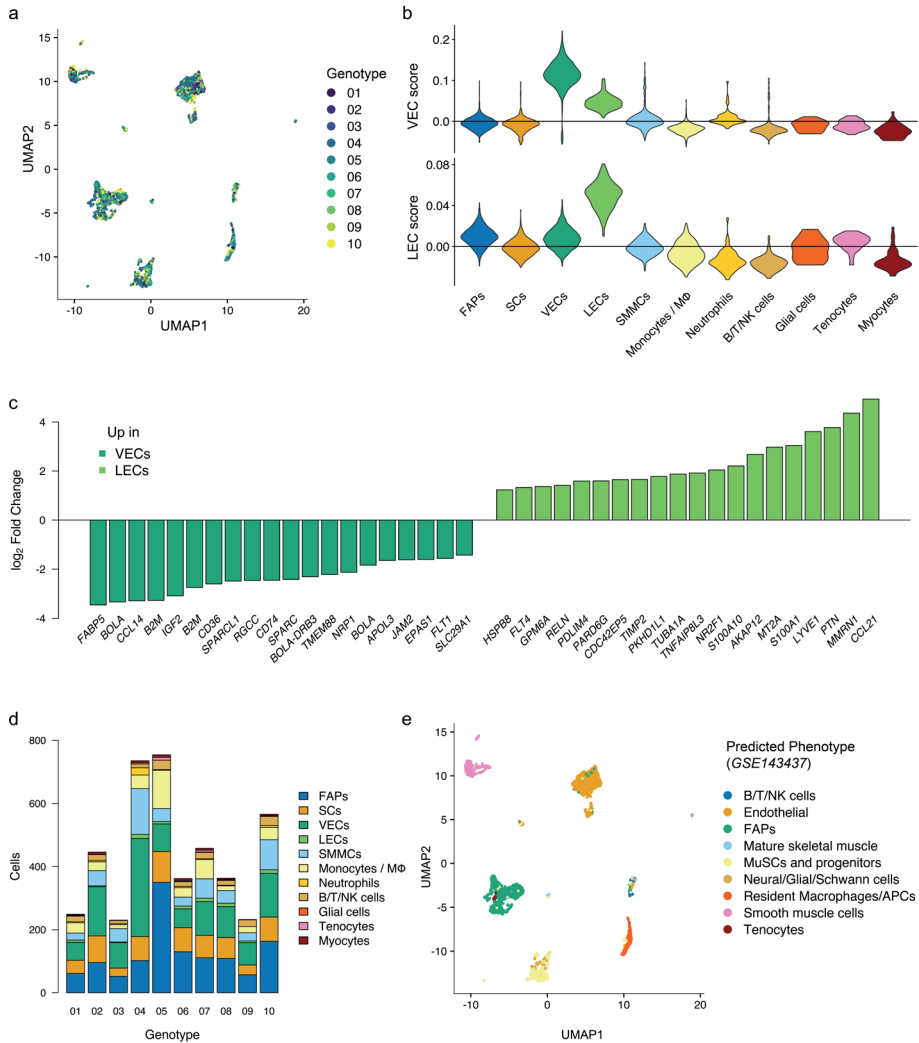 a
15
10
5
0
-5
-10
UMAP2
-10
0
10
20
UMAP1
Genotype
01
02
03
04
05
06
07
08
09
10
b
0.2
0.1
0.0
VEC score
0.08
0.04
0.00
LEC score
FAPs
SCs
VECs
LECs
SMMCs
Monocytes / MΦ
Neutrophils
B/T/NK cells
Glial cells
Tenocytes
Myocytes
c
Up in
VECs
LECs
4
2
0
-2
-4
log2 Fold Change
FABP5
BOLA
CCL14
B2M
IGF2
B2M
CD36
SPARCL1
RGCC
CD74
SPARC
BOLA-DRB3
TMEM88
NRP1
BOLA
APOL3
JAM2
EPAS1
FLT1
SLC29A1
HSPB8
FLT4
GPM6A
RELN
PDLIM4
PARD6G
CDC42EP5
TIMP2
PKHD1L1
TUBA1A
TNFAIP8L3
NR2F1
S100A10
AKAP12
MT2A
S100A1
LYVE1
PTN
MMRN1
CCL21
d
800
600
400
200
0
Cells
01
02
03
04
05
06
07
08
09
10
Genotype
FAPs
SCs
VECs
LECs
SMMCs
Monocytes / MΦ
Neutrophils
B/T/NK cells
Glial cells
Tenocytes
Myocytes
e
15
10
5
0
-5
-10
UMAP2
-10
0
10
20
UMAP1
Predicted Phenotype
(GSE143437)
B/T/NK cells
Endothelial
FAPs
Mature skeletal muscle
MuSCs and progenitors
Neural/Glial/Schwann cells
Resident Macrophages/APCs
Smooth muscle cells
Tenocytes